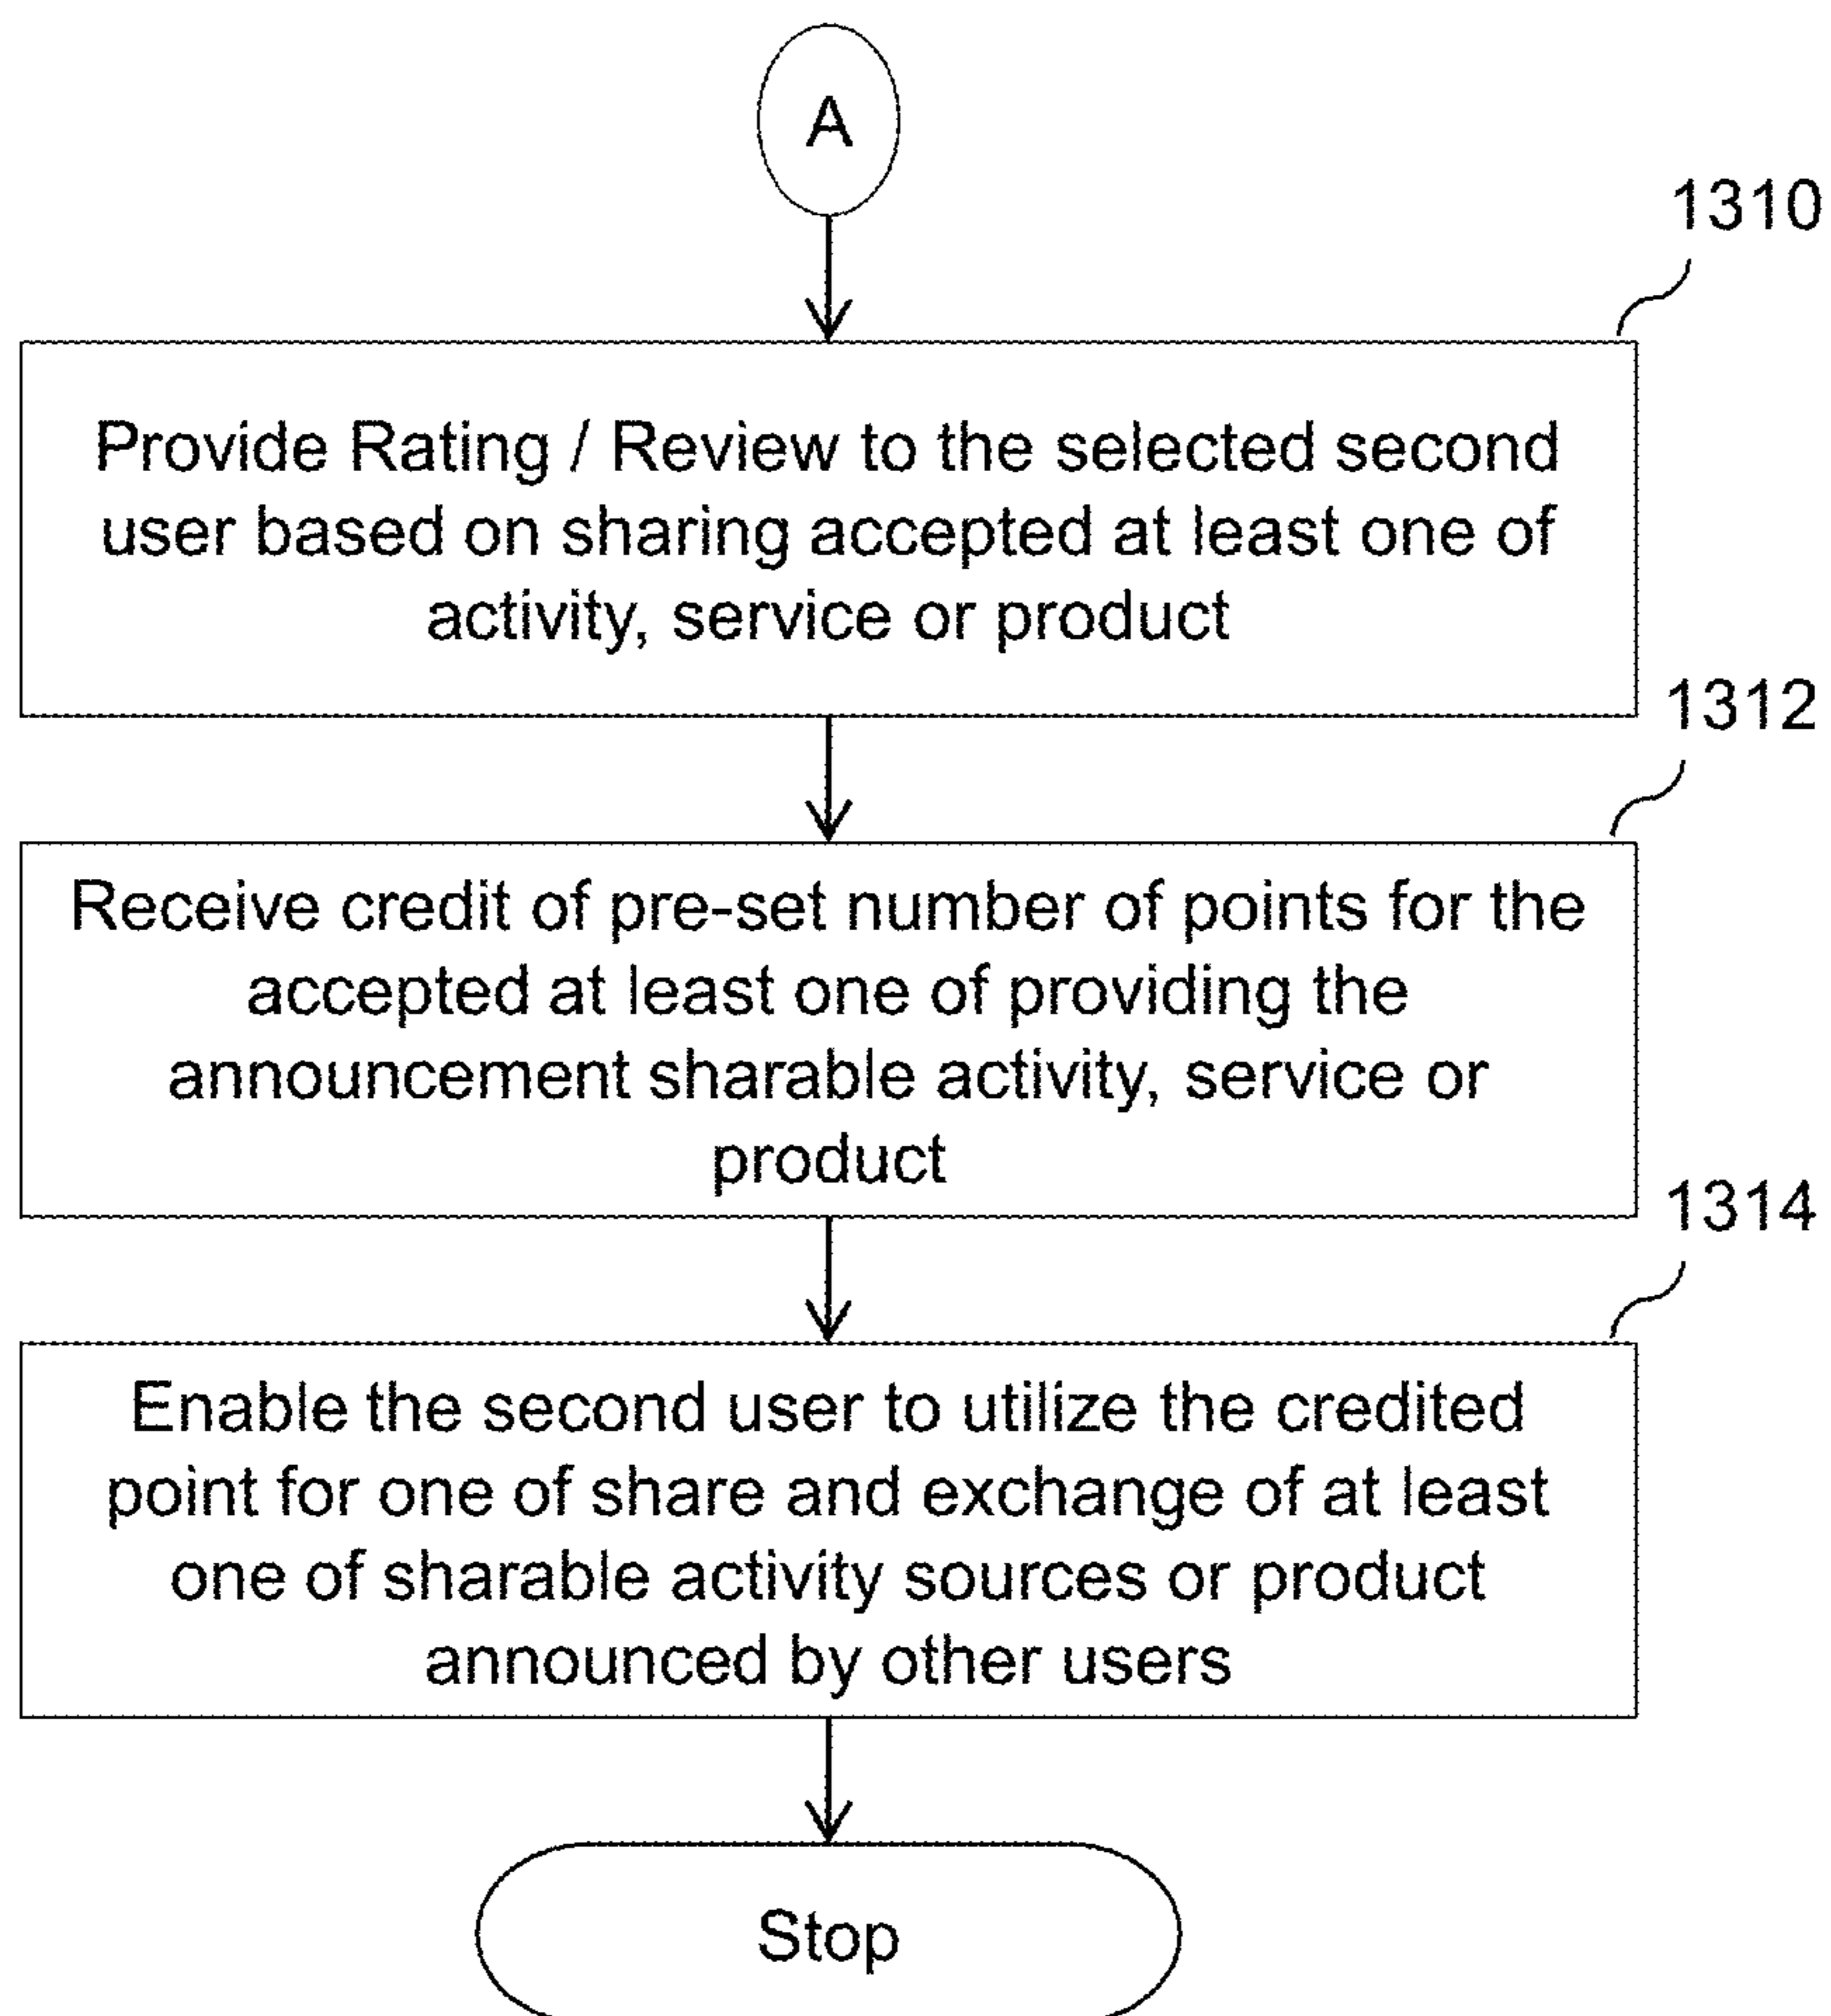 A
1310
Provide Rating / Review to the selected second
user based on sharing accepted at least one of
activity, service or product
1312
Receive credit of pre-set number of points for the
accepted at least one of providing the
announcement sharable activity, service or
product
1314
Enable the second user to utilize the credited
point for one of share and exchange of at least
one of sharable activity sources or product
announced by other users
Stop